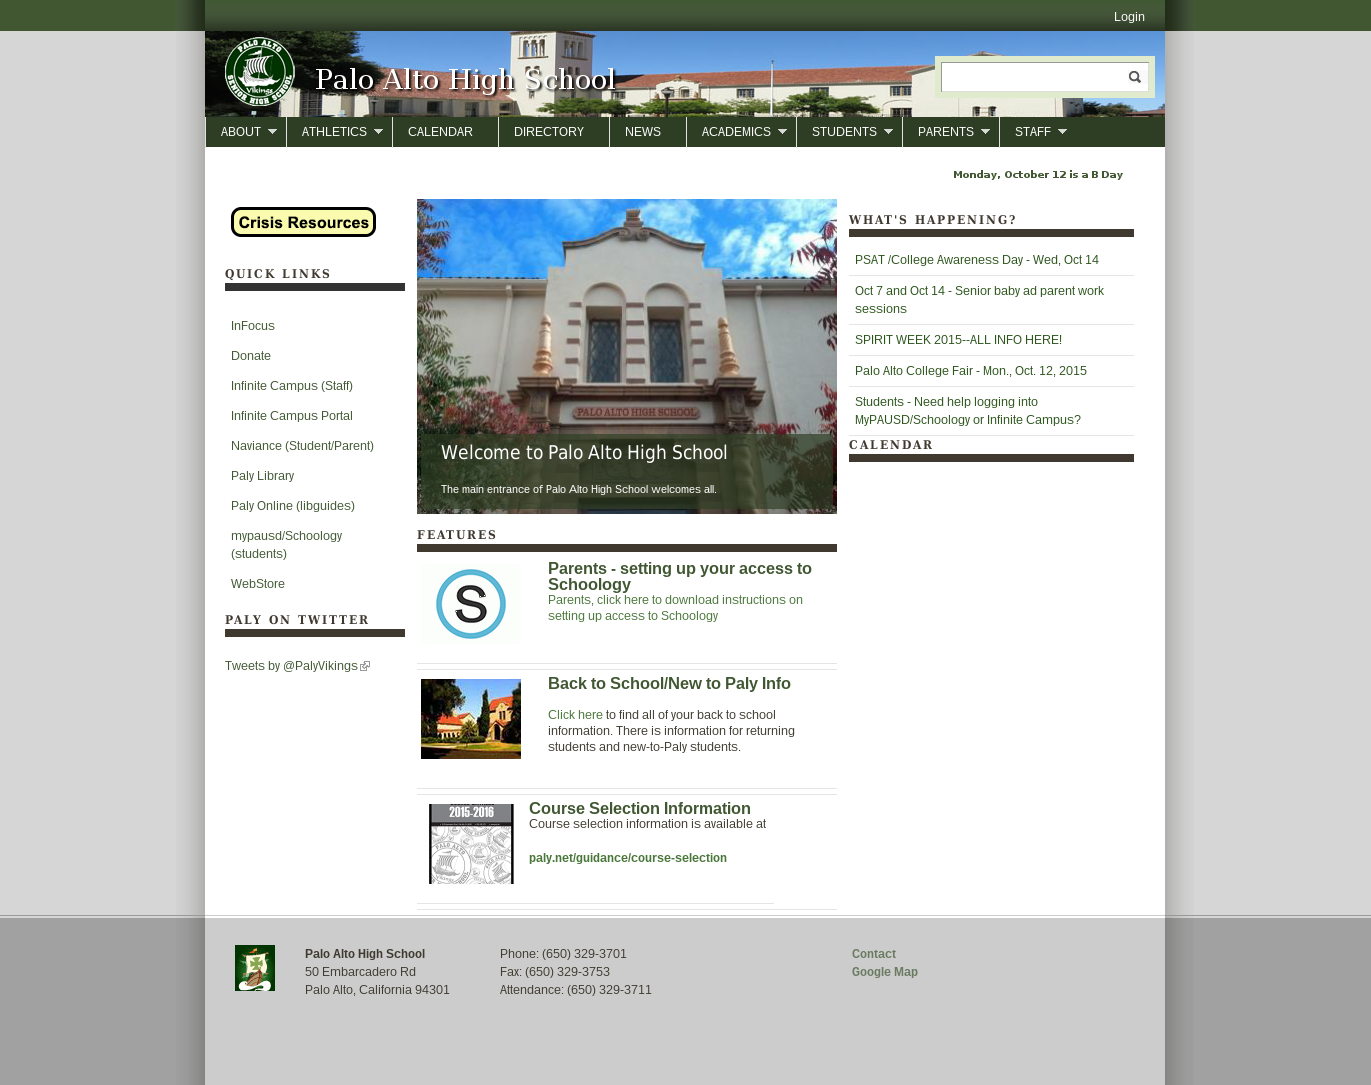 Login
PALO ALTO
SENIOR HIGH SCHOOL
Vikings
Palo Alto High School
ABOUT
ATHLETICS
CALENDAR
DIRECTORY
NEWS
ACADEMICS
STUDENTS
PARENTS
STAFF
Monday, October 12 is a B Day
Crisis Resources
QUICK LINKS
InFocus
Donate
Infinite Campus (Staff)
Infinite Campus Portal
Naviance (Student/Parent)
Paly Library
Paly Online (libguides)
mypausd/Schoology
(students)
WebStore
PALY ON TWITTER
Tweets by @PalyVikings
PALO ALTO HIGH SCHOOL
Welcome to Palo Alto High School
The main entrance of Palo Alto High School welcomes all.
FEATURES
S
Parents - setting up your access to
Schoology
Parents, click here to download instructions on
setting up access to Schoology
Back to School/New to Paly Info
Click here to find all of your back to school
information. There is information for returning
students and new-to-Paly students.
2015-2016
Course Selection Information
Course selection information is available at
paly.net/guidance/course-selection
WHAT'S HAPPENING?
PSAT /College Awareness Day - Wed, Oct 14
Oct 7 and Oct 14 - Senior baby ad parent work
sessions
SPIRIT WEEK 2015--ALL INFO HERE!
Palo Alto College Fair - Mon., Oct. 12, 2015
Students - Need help logging into
MyPAUSD/Schoology or Infinite Campus?
CALENDAR
Palo Alto High School
50 Embarcadero Rd
Palo Alto, California 94301
Phone: (650) 329-3701
Fax: (650) 329-3753
Attendance: (650) 329-3711
Contact
Google Map